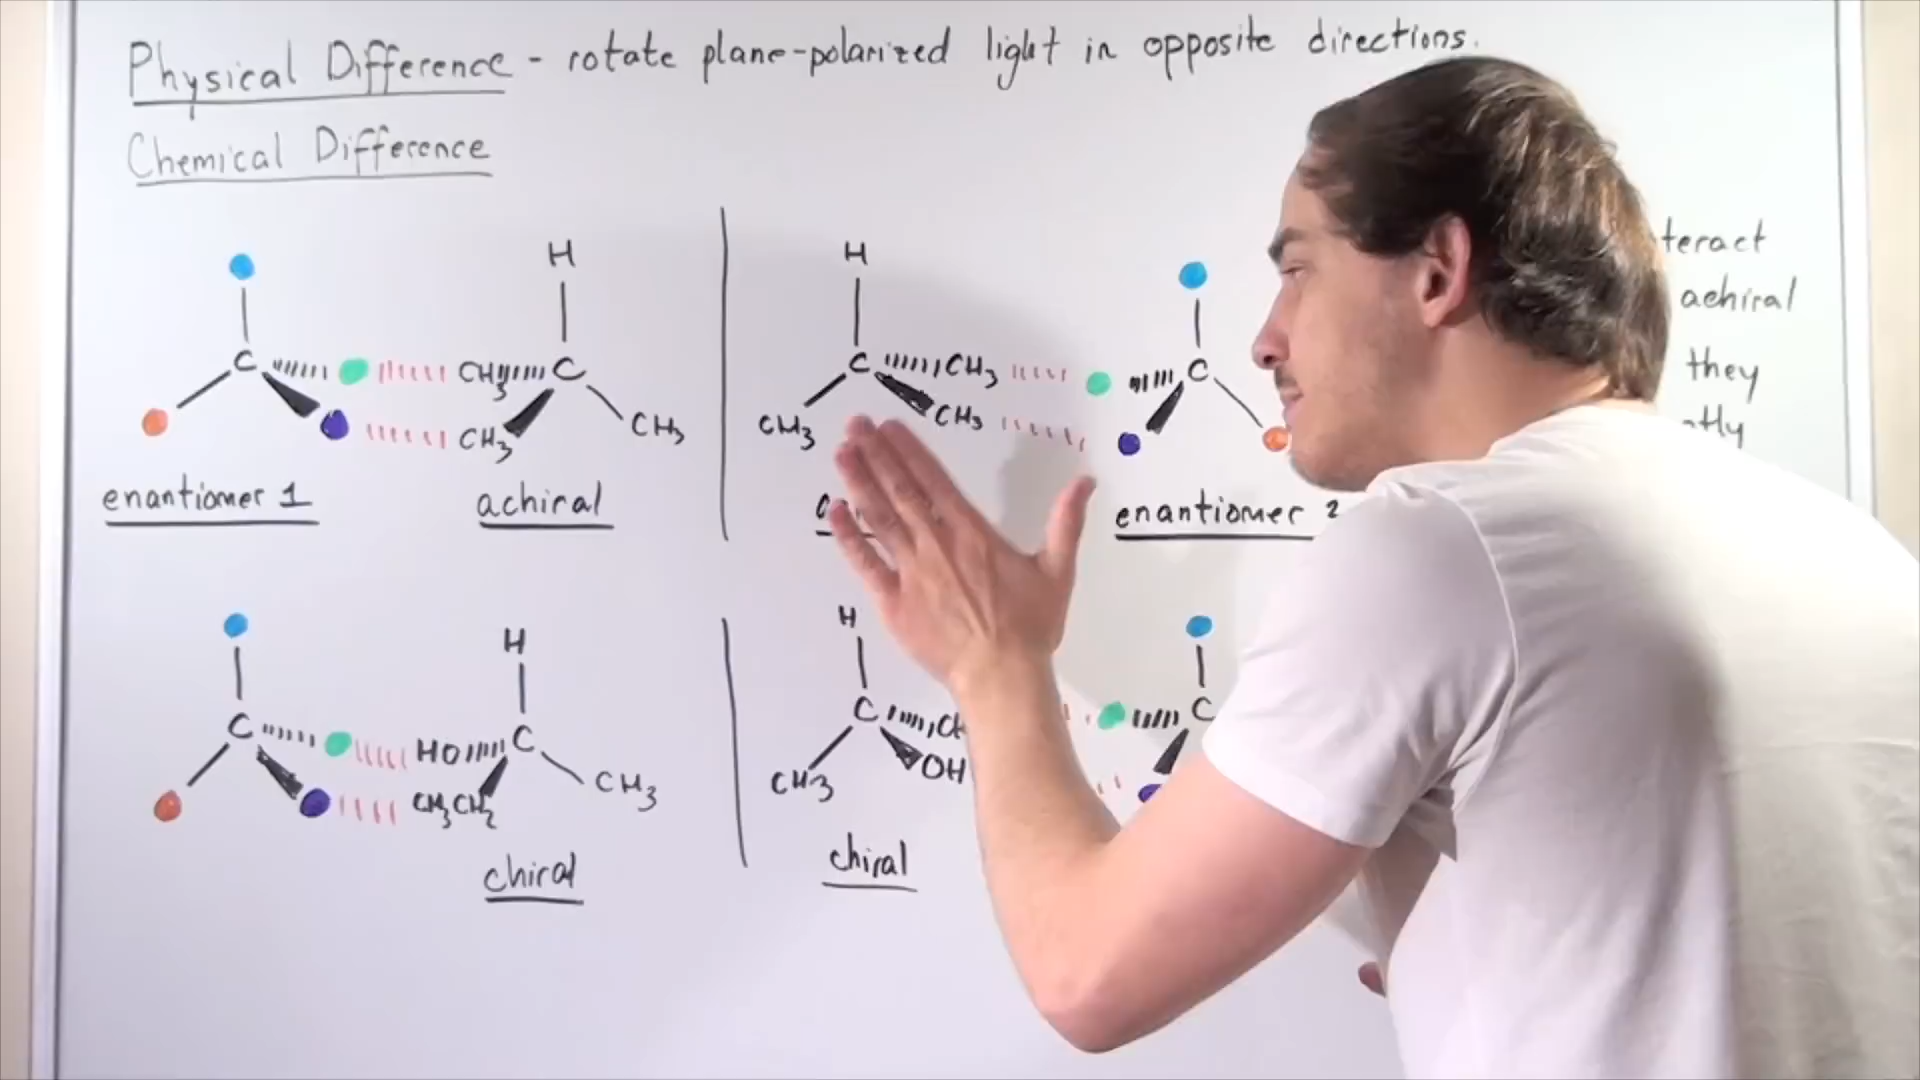 Physical Difference - rotate plane-polarized light in opposite directions.
Chemical Difference
teract
achiral
they
H
C
CH3
C
CH3
CH3
enantiomer 1
achiral
H
C
CH3
CH3
CH3
C
enantiomer 2
C
H
HO
C
CH3CH2
CH3
chiral
H
C
OH
CH3
C
chiral